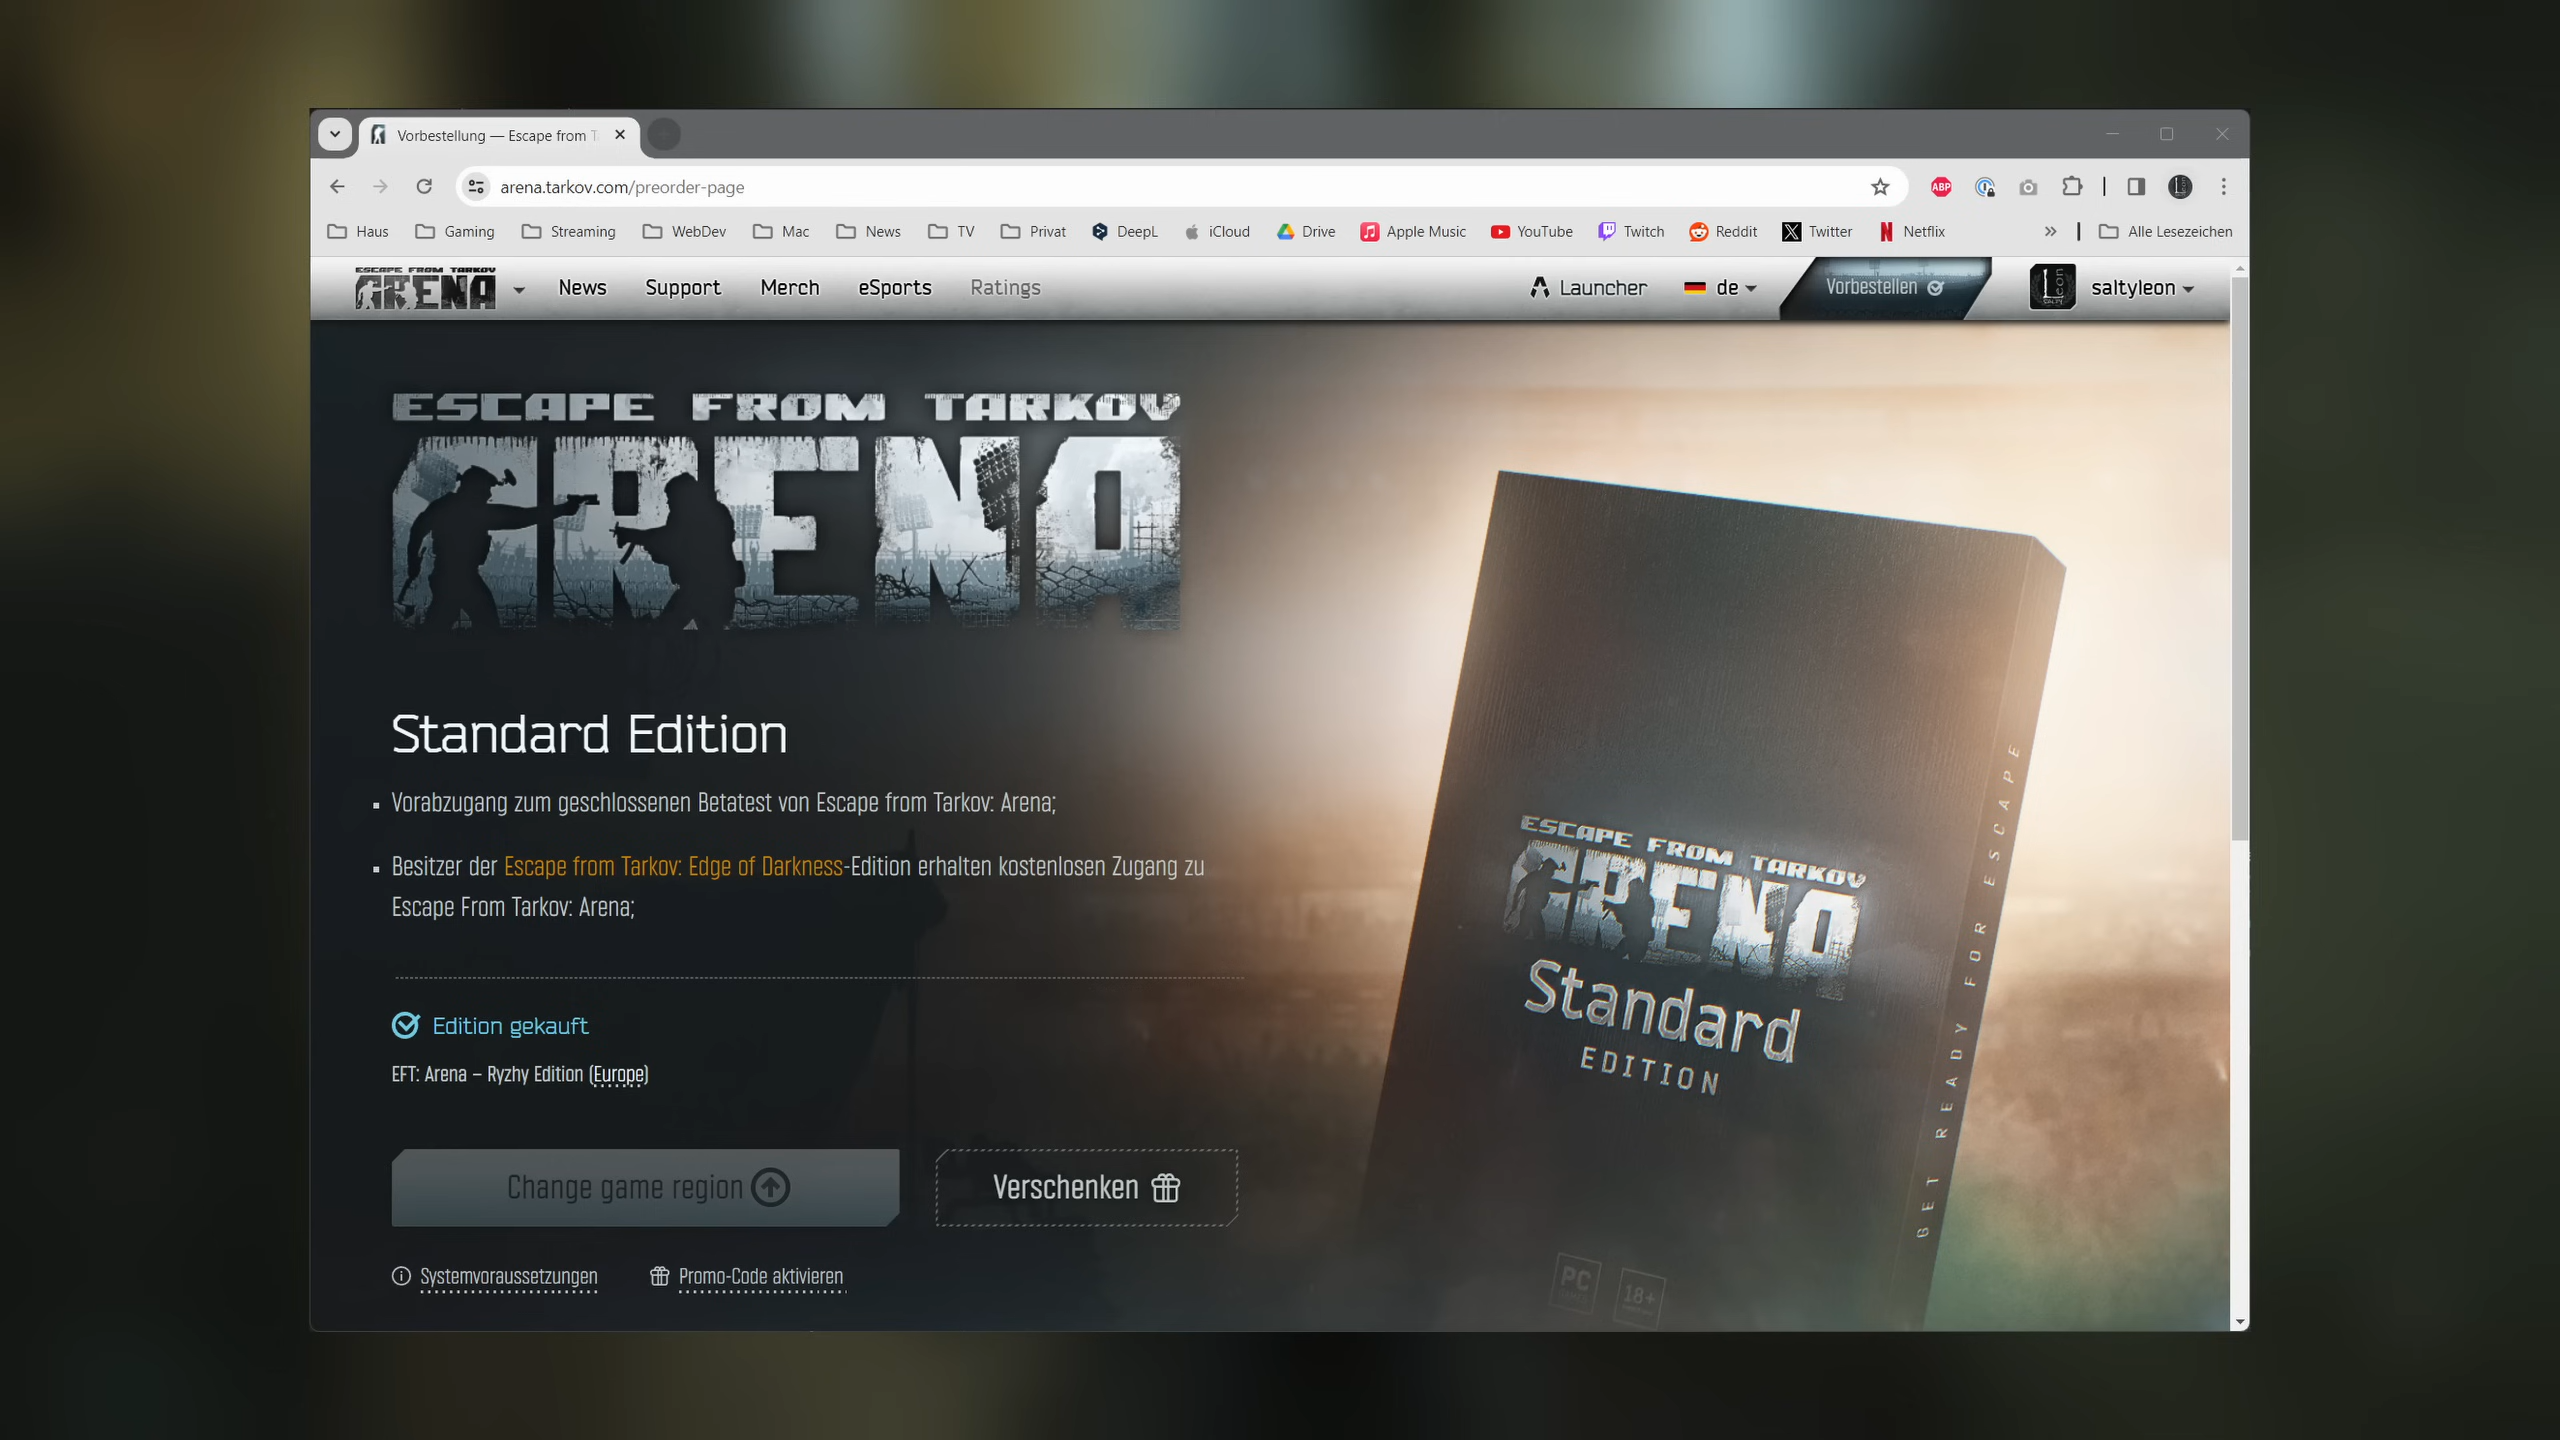 Vorbestellung — Escape from T
arena.tarkov.com/preorder-page
ABP
Haus Gaming Streaming WebDev Mac News TV Privat DeepL iCloud Drive Apple Music YouTube Twitch Reddit Twitter Netflix » Alle Lesezeichen
ESCAPE FROM TARKOV
ARENA
News Support Merch eSports Ratings Launcher de Vorbestellen saltyleon
ESCAPE FROM TARKOV
ARENA
Standard Edition
▪ Vorabzugang zum geschlossenen Betatest von Escape from Tarkov: Arena;
▪ Besitzer der Escape from Tarkov: Edge of Darkness-Edition erhalten kostenlosen Zugang zu
Escape From Tarkov: Arena;
Edition gekauft
EFT: Arena – Ryzhy Edition (Europe)
Change game region
Verschenken
Systemvoraussetzungen
Promo-Code aktivieren
ESCAPE FROM TARKOV
ARENA
Standard
EDITION
GET READY FOR ESCAPE
PC
18+